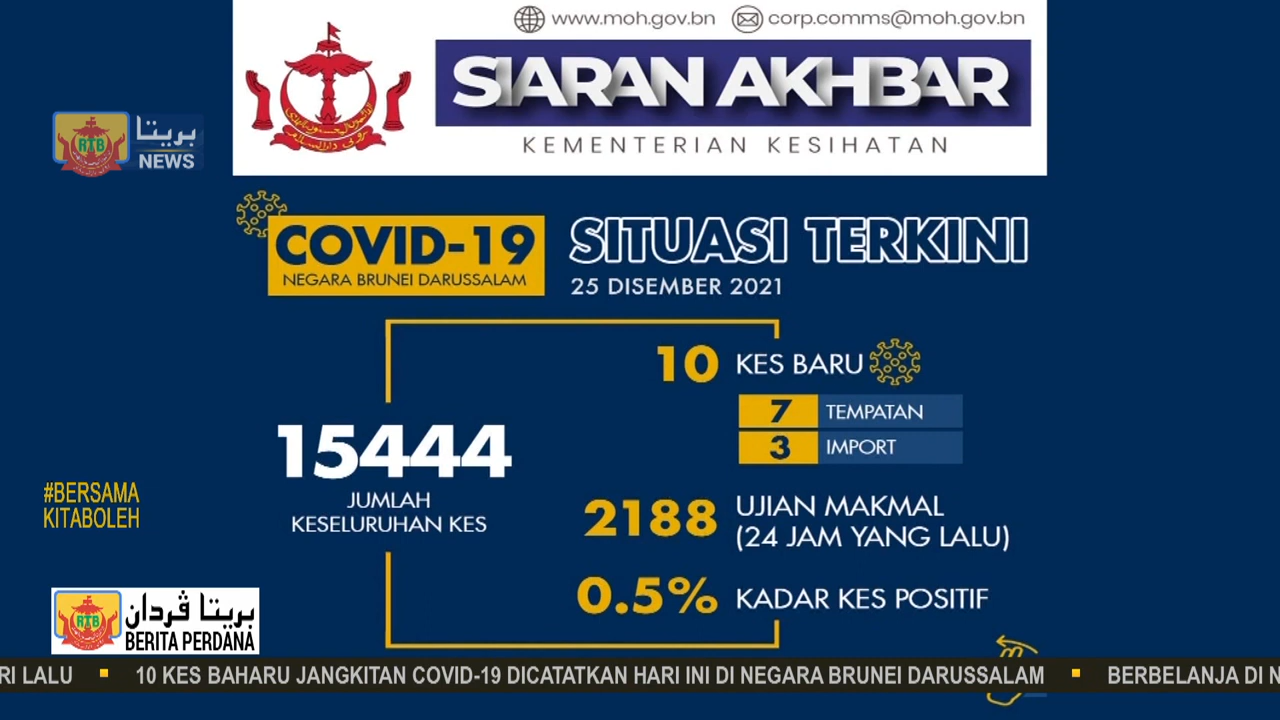 www.moh.gov.bn corp.comms@moh.gov.bn
SIARAN AKHBAR
KEMENTERIAN KESIHATAN
بريتا
RTB
NEWS
COVID-19
NEGARA BRUNEI DARUSSALAM
SITUASI TERKINI
25 DISEMBER 2021
10 KES BARU
7 TEMPATAN
3 IMPORT
15444
JUMLAH
KESELURUHAN KES
2188 UJIAN MAKMAL
(24 JAM YANG LALU)
0.5% KADAR KES POSITIF
#BERSAMA
KITABOLEH
بريتا ڤردان
RTB
BERITA PERDANA
RI LALU ▪ 10 KES BAHARU JANGKITAN COVID-19 DICATATKAN HARI INI DI NEGARA BRUNEI DARUSSALAM ▪ BERBELANJA DI N